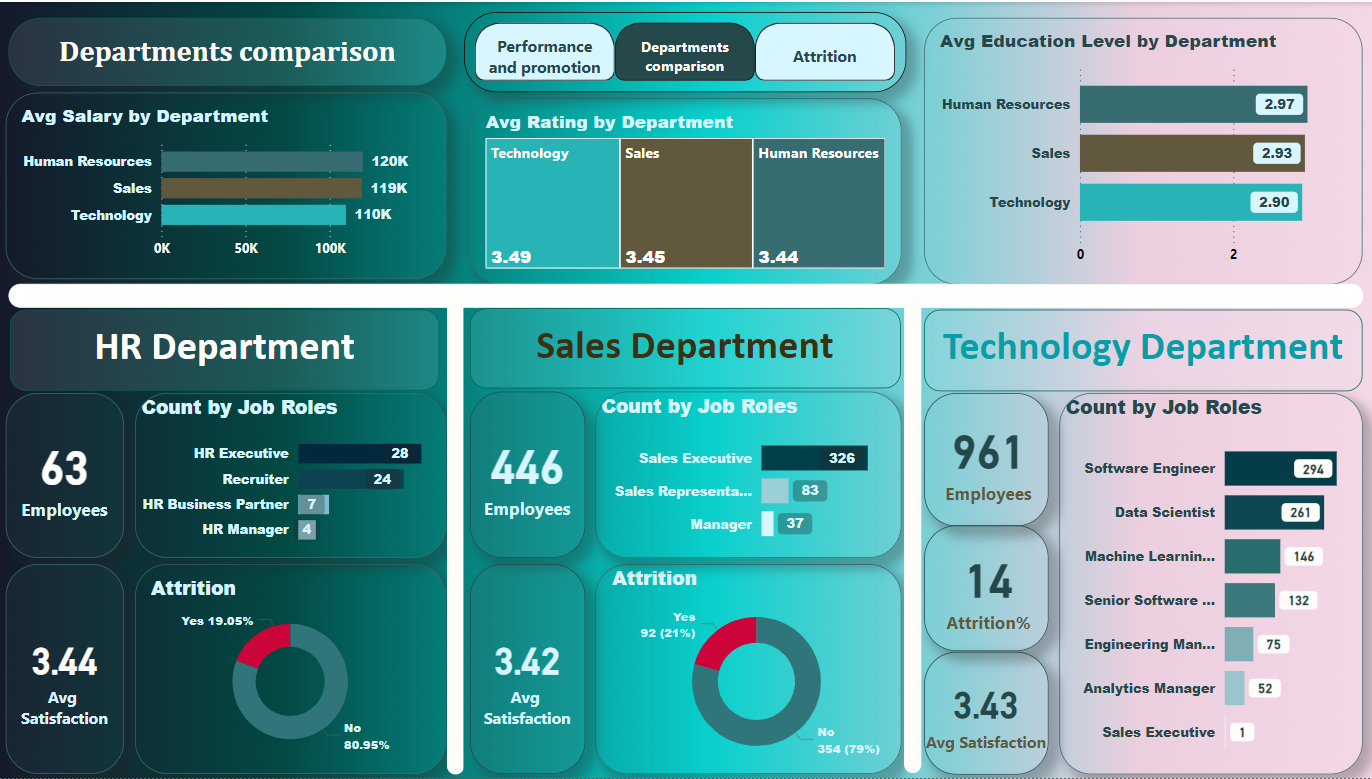 Departments comparison
Performance
and promotion
Departments
comparison
Attrition
Avg Salary by Department
Human Resources 120K
Sales 119K
Technology 110K
0K 50K 100K
Avg Rating by Department
Technology Sales Human Resources
3.49 3.45 3.44
Avg Education Level by Department
Human Resources 2.97
Sales 2.93
Technology 2.90
0 2
HR Department
63
Employees
Count by Job Roles
HR Executive 28
Recruiter 24
HR Business Partner 7
HR Manager 4
3.44
Avg
Satisfaction
Attrition
Yes 19.05%
No
80.95%
Sales Department
446
Employees
Count by Job Roles
Sales Executive 326
Sales Representa... 83
Manager 37
3.42
Avg
Satisfaction
Attrition
Yes
92 (21%)
No
354 (79%)
Technology Department
961
Employees
14
Attrition%
3.43
Avg Satisfaction
Count by Job Roles
Software Engineer 294
Data Scientist 261
Machine Learnin... 146
Senior Software ... 132
Engineering Man... 75
Analytics Manager 52
Sales Executive 1